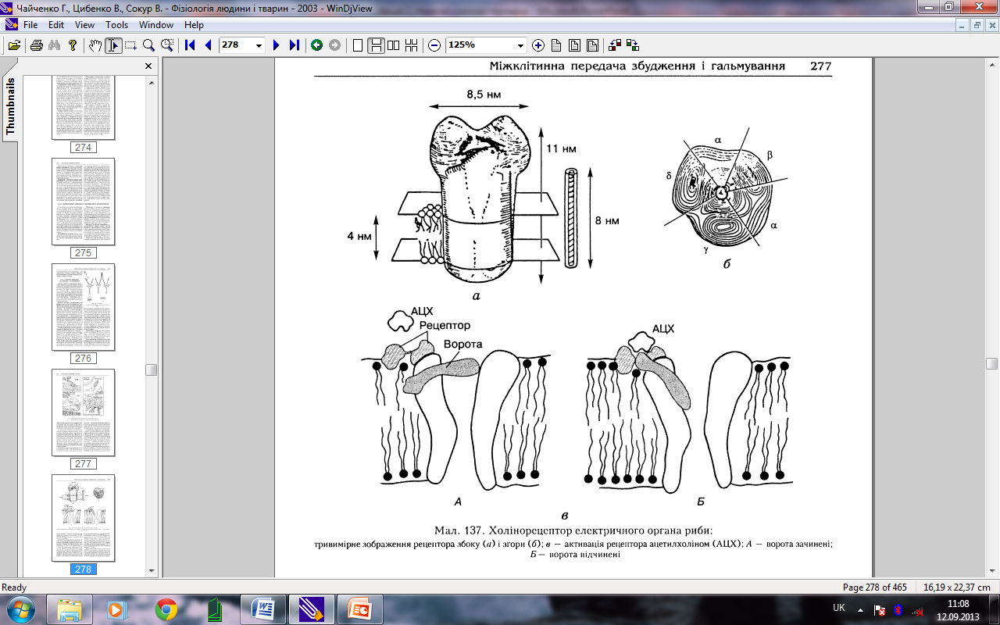 Чайченко Г., Цибенко В., Сокур В. - Фізіологія людини і тварин - 2003 - WinDjView
File Edit View Tools Window Help
278
125%
Thumbnails
274
275
276
277
278
Міжклітинна передача збудження і гальмування 277
8,5 нм
11 нм
4 нм
8 нм
а
α
β
δ
α
γ
б
АЦХ
Рецептор
Ворота
АЦХ
А
Б
в
Мал. 137. Холінорецептор електричного органа риби:
тривимірне зображення рецептора збоку (а) і згори (б); в — активація рецептора ацетилхоліном (АЦХ); А — ворота зачинені;
Б — ворота відчинені
Ready
Page 278 of 465
16,19 x 22,37 cm
UK
11:08
12.09.2013